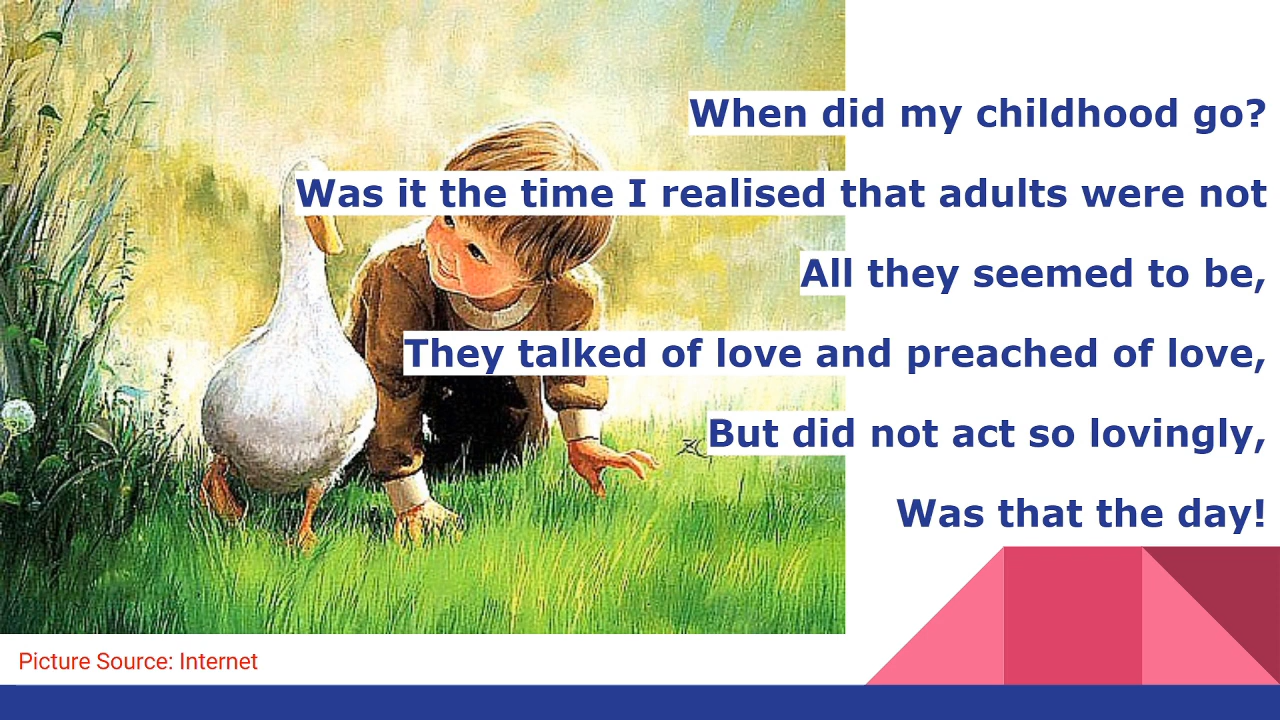 When did my childhood go?
Was it the time I realised that adults were not
All they seemed to be,
They talked of love and preached of love,
But did not act so lovingly,
Was that the day!
Picture Source: Internet